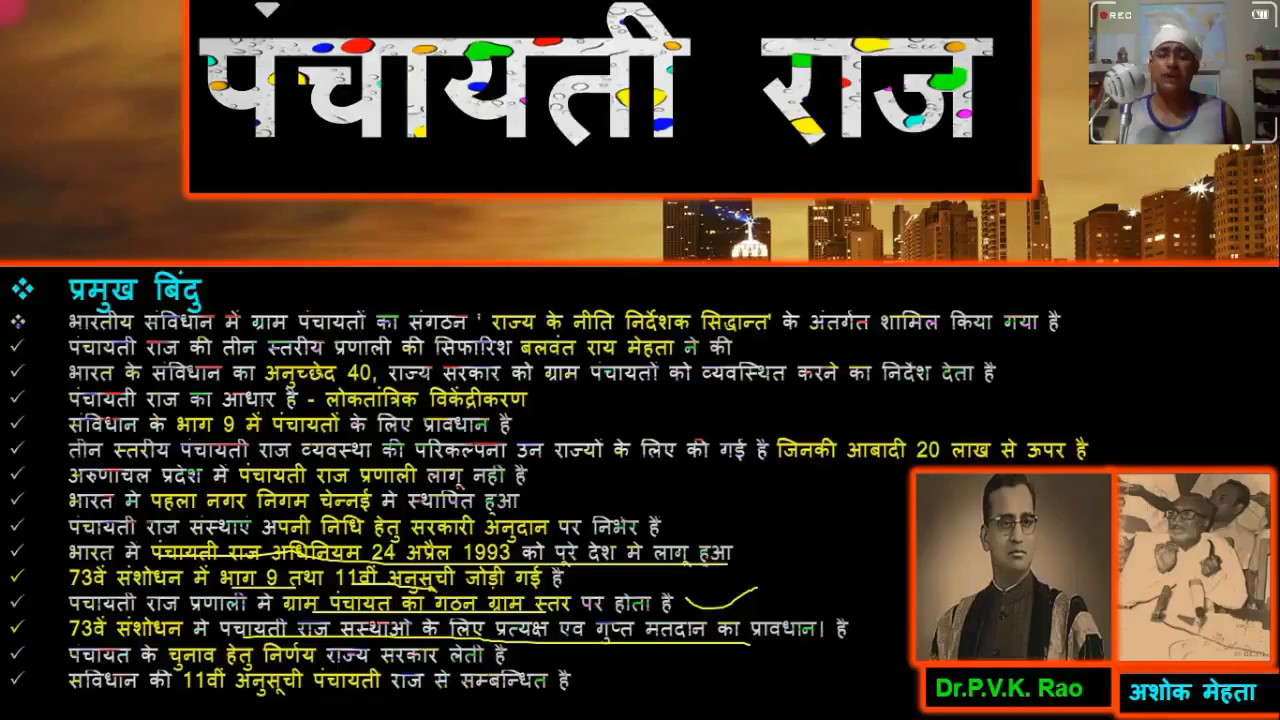 पंचायती राज
REC
प्रमुख बिंदु
भारतीय संविधान में ग्राम पंचायतों का संगठन ' राज्य के नीति निर्देशक सिद्धान्त' के अंतर्गत शामिल किया गया है
पंचायती राज की तीन स्तरीय प्रणाली की सिफारिश बलवंत राय मेहता ने की
भारत के संविधान का अनुच्छेद 40, राज्य सरकार को ग्राम पंचायतों को व्यवस्थित करने का निर्देश देता है
पंचायती राज का आधार है - लोकतांत्रिक विकेंद्रीकरण
संविधान के भाग 9 में पंचायतों के लिए प्रावधान है
तीन स्तरीय पंचायती राज व्यवस्था की परिकल्पना उन राज्यों के लिए की गई है जिनकी आबादी 20 लाख से ऊपर है
अरुणाचल प्रदेश में पंचायती राज प्रणाली लागू नहीं है
भारत मे पहला नगर निगम चेन्नई मे स्थापित हुआ
पंचायती राज संस्थाएं अपनी निधि हेतु सरकारी अनुदान पर निर्भर है
भारत मे पंचायती राज अधिनियम 24 अप्रैल 1993 को पूरे देश मे लागू हुआ
73वें संशोधन में भाग 9 तथा 11वीं अनुसूची जोड़ी गई है
पंचायती राज प्रणाली मे ग्राम पंचायत का गठन ग्राम स्तर पर होता है
73वें संशोधन मे पंचायती राज संस्थाओं के लिए प्रत्यक्ष एवं गुप्त मतदान का प्रावधान। है
पंचायत के चुनाव हेतु निर्णय राज्य सरकार लेती है
संविधान की 11वीं अनुसूची पंचायती राज से सम्बन्धित है
Dr.P.V.K. Rao
अशोक मेहता